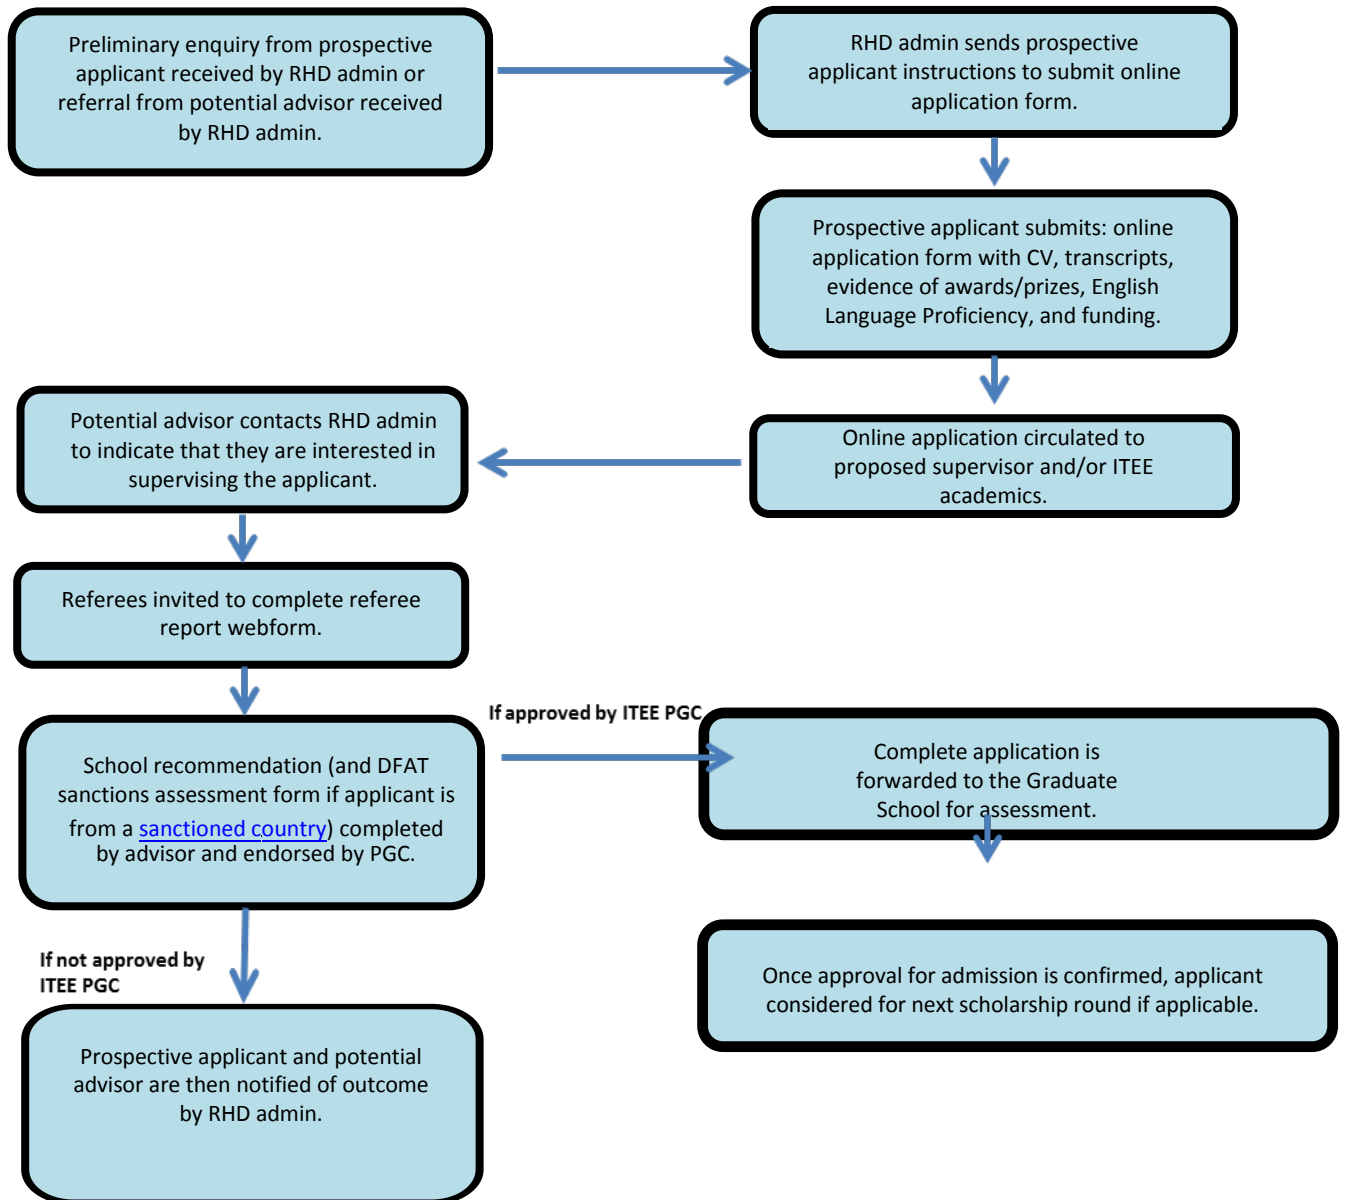 Preliminary enquiry from prospective
applicant received by RHD admin or
referral from potential advisor received
by RHD admin.
RHD admin sends prospective
applicant instructions to submit online
application form.
Prospective applicant submits: online
application form with CV, transcripts,
evidence of awards/prizes, English
Language Proficiency, and funding.
Online application circulated to
proposed supervisor and/or ITEE
academics.
Potential advisor contacts RHD admin
to indicate that they are interested in
supervising the applicant.
Referees invited to complete referee
report webform.
School recommendation (and DFAT
sanctions assessment form if applicant is
from a sanctioned country) completed
by advisor and endorsed by PGC.
If approved by ITEE PGC
Complete application is
forwarded to the Graduate
School for assessment.
Once approval for admission is confirmed, applicant
considered for next scholarship round if applicable.
If not approved by
ITEE PGC
Prospective applicant and potential
advisor are then notified of outcome
by RHD admin.